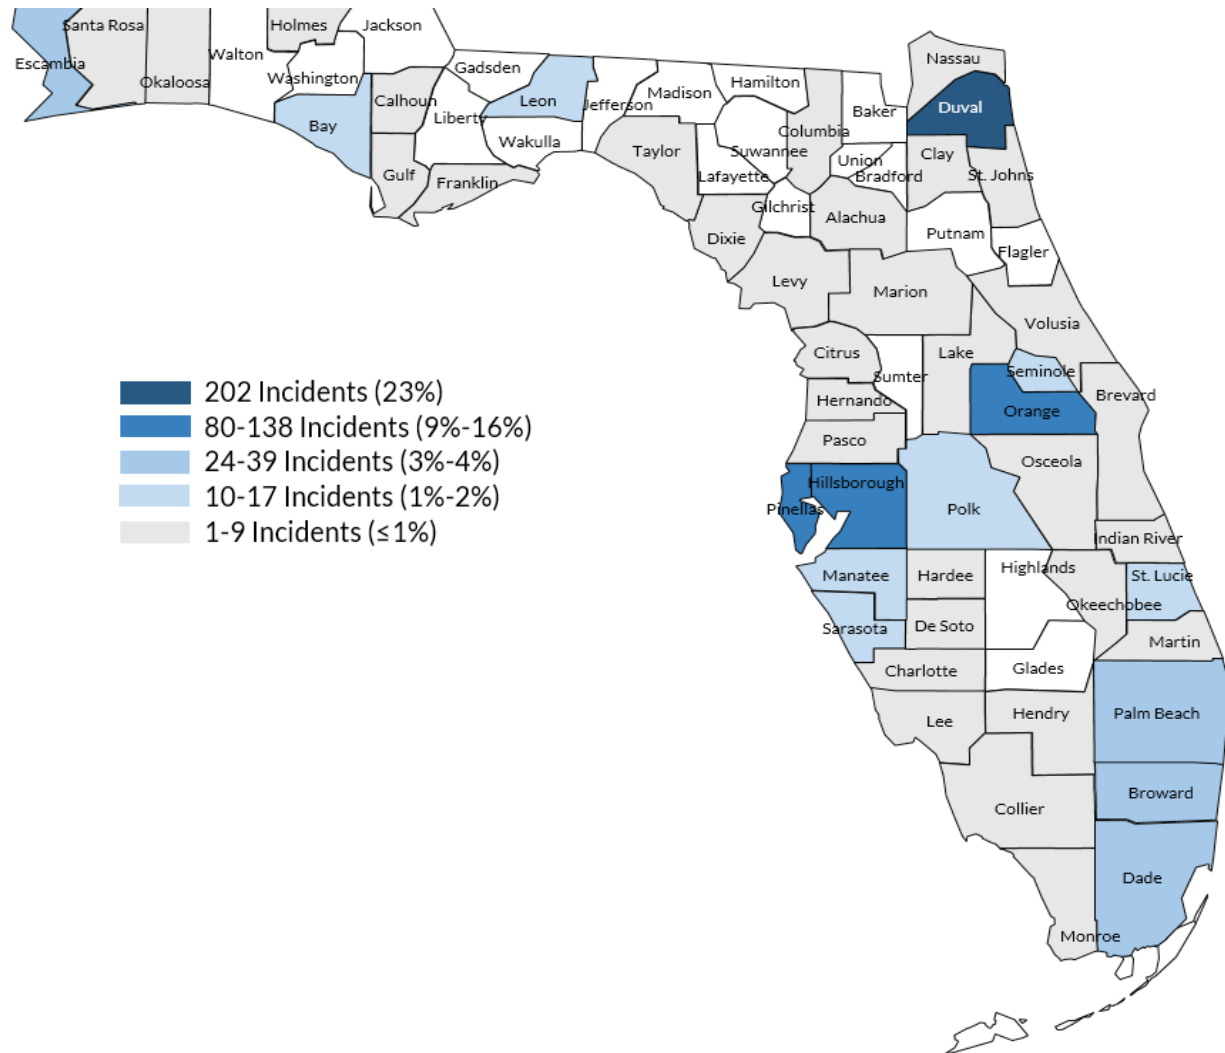 Santa Rosa
Holmes
Jackson
Escambia
Okaloosa
Walton
Washington
Gadsden
Nassau
Bay
Calhoun
Liberty
Leon
Jefferson
Madison
Hamilton
Baker
Duval
Wakulla
Taylor
Suwannee
Columbia
Union
Clay
Gulf
Franklin
Lafayette
Bradford
St. Johns
Gilchrist
Alachua
Dixie
Putnam
Flagler
Levy
Marion
Volusia
Citrus
Sumter
Lake
Seminole
Hernando
Orange
Brevard
Pasco
Osceola
Hillsborough
Pinellas
Polk
Indian River
Manatee
Hardee
Highlands
St. Lucie
Okeechobee
Sarasota
De Soto
Martin
Charlotte
Glades
Lee
Hendry
Palm Beach
Collier
Broward
Dade
Monroe
202 Incidents (23%)
80-138 Incidents (9%-16%)
24-39 Incidents (3%-4%)
10-17 Incidents (1%-2%)
1-9 Incidents (≤1%)